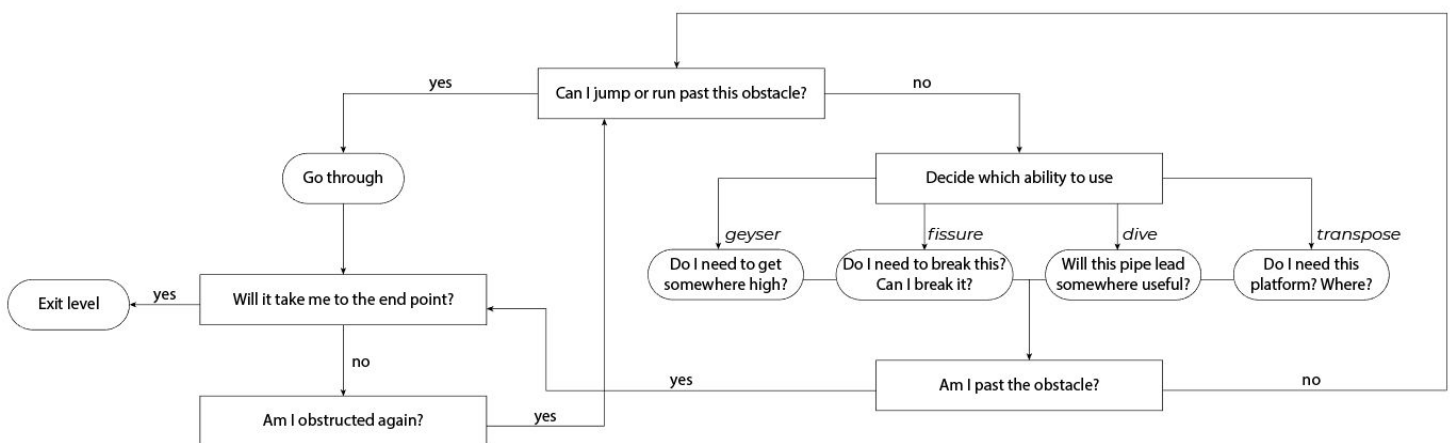 Can I jump or run past this obstacle?
yes
no
Go through
Decide which ability to use
geyser
fissure
dive
transpose
Do I need to get
somewhere high?
Do I need to break this?
Can I break it?
Will this pipe lead
somewhere useful?
Do I need this
platform? Where?
Exit level
yes
Will it take me to the end point?
no
yes
Am I past the obstacle?
no
Am I obstructed again?
yes